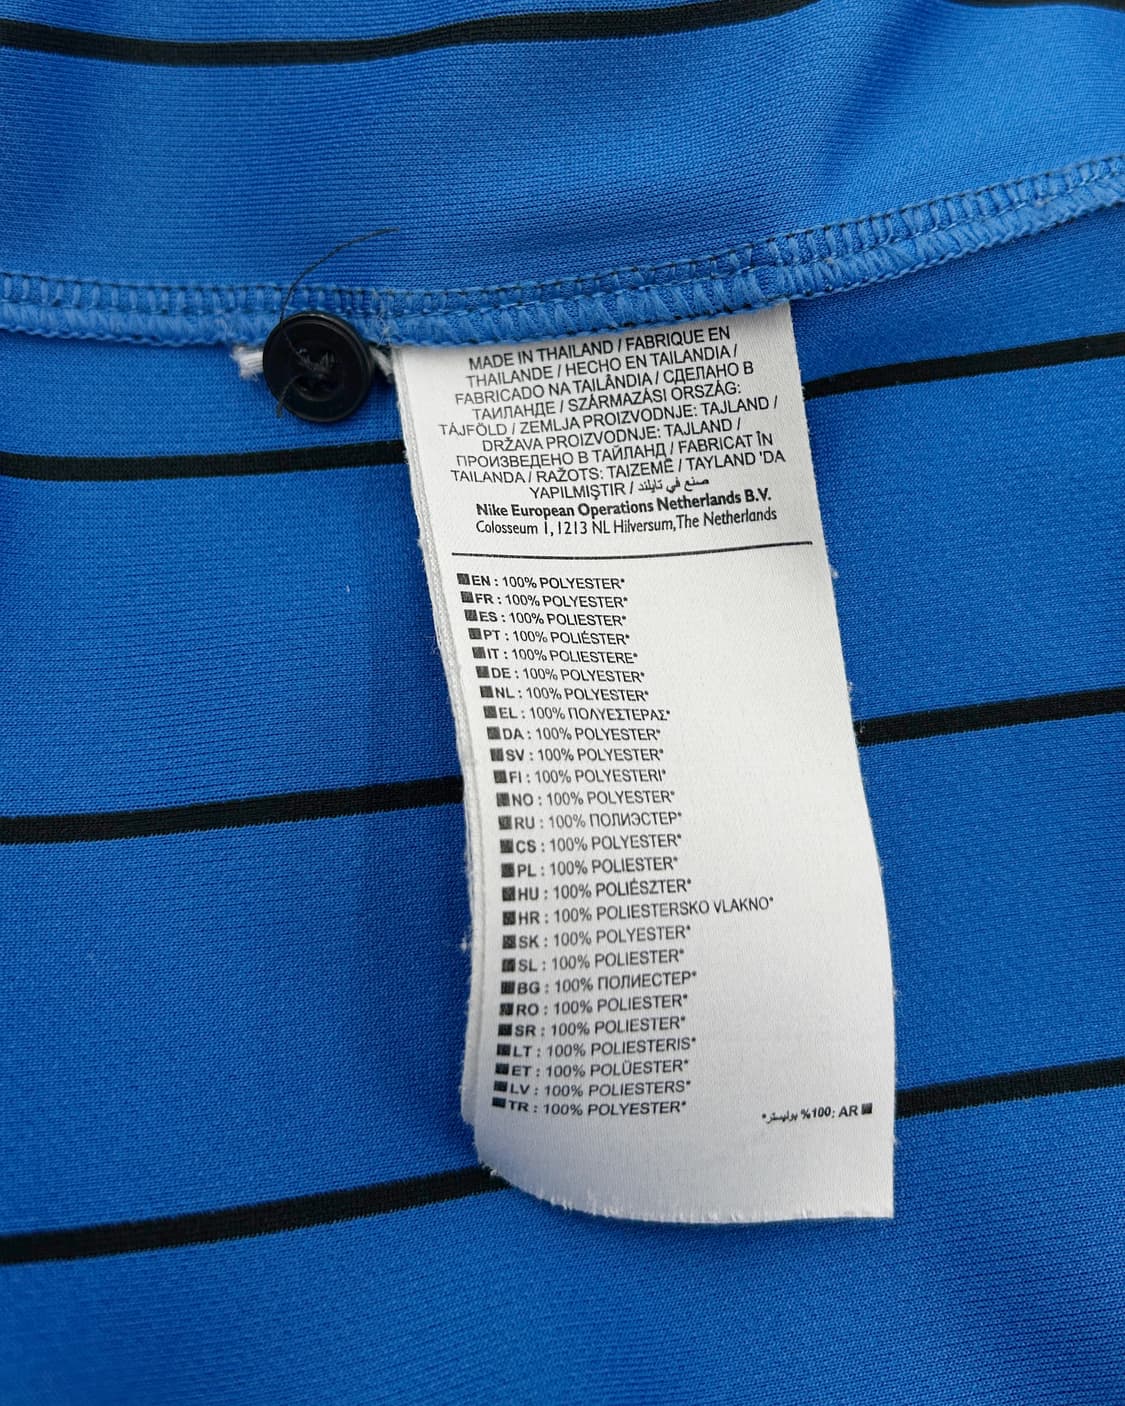 MADE IN THAILAND / FABRIQUE EN
THAILANDE / HECHO EN TAILANDIA /
FABRICADO NA TAILÂNDIA / СДЕЛАНО В
ТАИЛАНДЕ / SZÁRMAZÁSI ORSZÁG:
TÁJFÖLD / ZEMLJA PROIZVODNJE: TAJLAND /
DRŽAVA PROIZVODNJE: TAJLAND /
ПРОИЗВЕДЕНО В ТАЙЛАНД / FABRICAT ÎN
TAILANDA / RAŽOTS: TAIZEMĒ / TAYLAND 'DA
YAPILMIŞTIR / صنع في تايلند
Nike European Operations Netherlands B.V.
Colosseum 1, 1213 NL Hilversum, The Netherlands
EN : 100% POLYESTER*
FR : 100% POLYESTER*
ES : 100% POLYESTER*
PT : 100% POLIÉSTER*
IT : 100% POLIESTERE*
DE : 100% POLYESTER*
NL : 100% POLYESTER*
EL : 100% ΠΟΛΥΕΣΤΕΡΑΣ*
DA : 100% POLYESTER*
SV : 100% POLYESTER*
FI : 100% POLYESTERI*
NO : 100% POLYESTER*
RU : 100% ПОЛИЭСТЕР*
CS : 100% POLYESTER*
PL : 100% POLIESTER*
HU : 100% POLIÉSZTER*
HR : 100% POLIESTERSKO VLAKNO*
SK : 100% POLYESTER*
SL : 100% POLIESTER*
BG : 100% ПОЛИЕСТЕР*
RO : 100% POLIESTER*
SR : 100% POLIESTER*
LT : 100% POLIESTERIS*
ET : 100% POLÜESTER*
LV : 100% POLIESTERS*
TR : 100% POLYESTER*
AR :100% بوليستر*